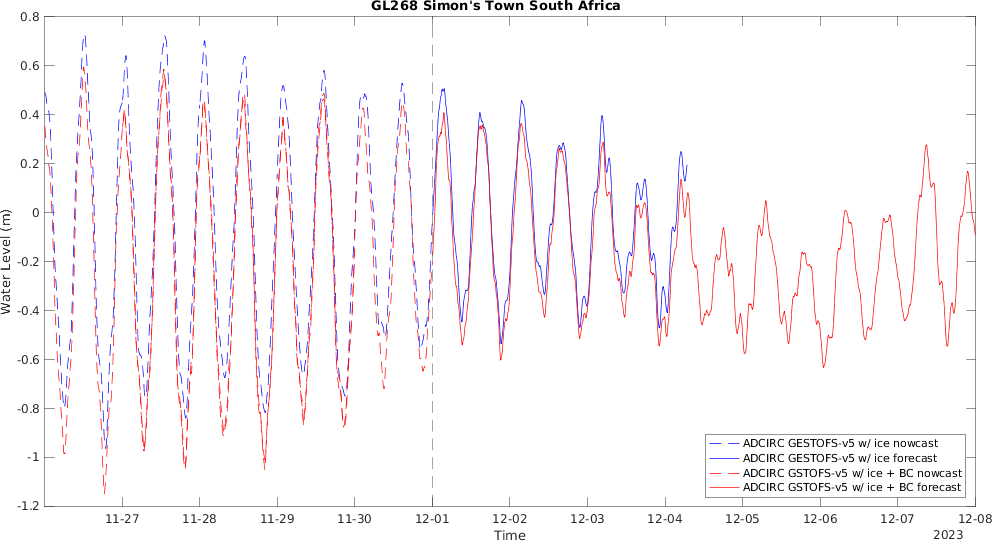 GL268 Simon's Town South Africa
0.8
0.6
0.4
0.2
0
-0.2
-0.4
-0.6
-0.8
-1
-1.2
Water Level (m)
11-27 11-28 11-29 11-30 12-01 12-02 12-03 12-04 12-05 12-06 12-07 12-08
Time
2023
ADCIRC GESTOFS-v5 w/ ice nowcast
ADCIRC GESTOFS-v5 w/ ice forecast
ADCIRC GSTOFS-v5 w/ ice + BC nowcast
ADCIRC GSTOFS-v5 w/ ice + BC forecast